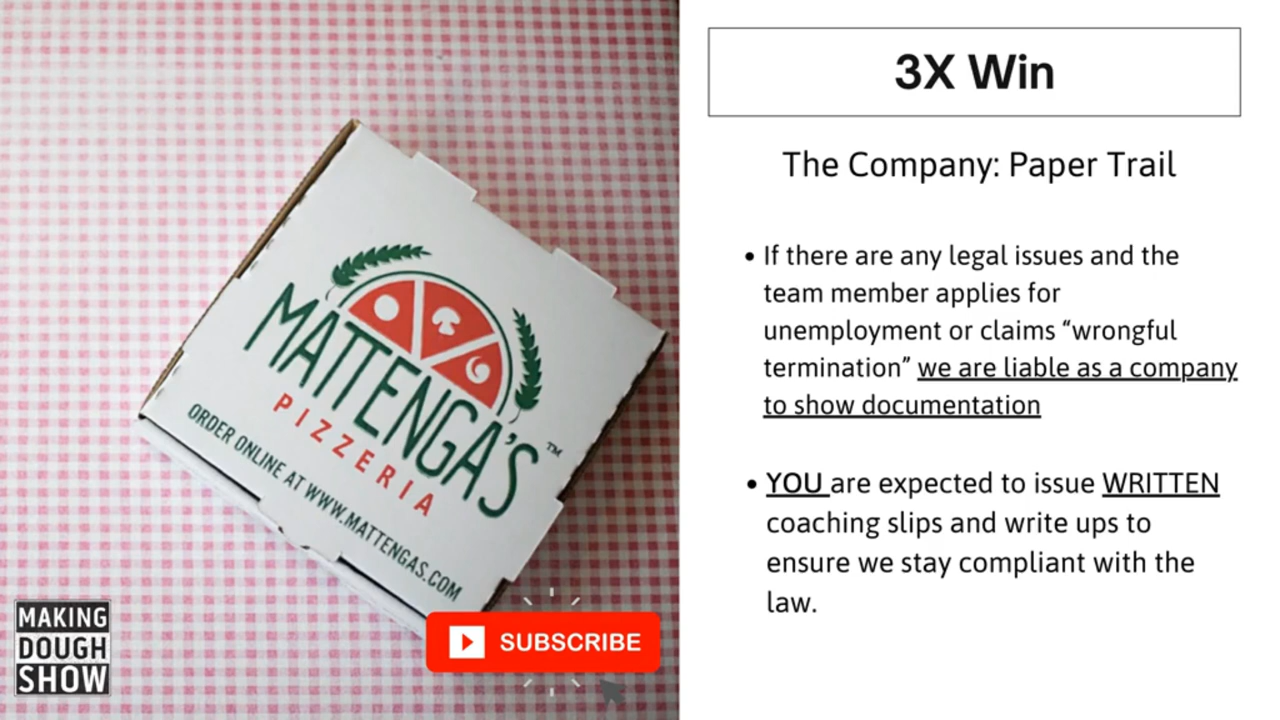 MATTENGA'S™
PIZZERIA
ORDER ONLINE AT WWW.MATTENGAS.COM
MAKING
DOUGH
SHOW
SUBSCRIBE
3X Win
The Company: Paper Trail
• If there are any legal issues and the
team member applies for
unemployment or claims “wrongful
termination” we are liable as a company
to show documentation
• YOU are expected to issue WRITTEN
coaching slips and write ups to
ensure we stay compliant with the
law.